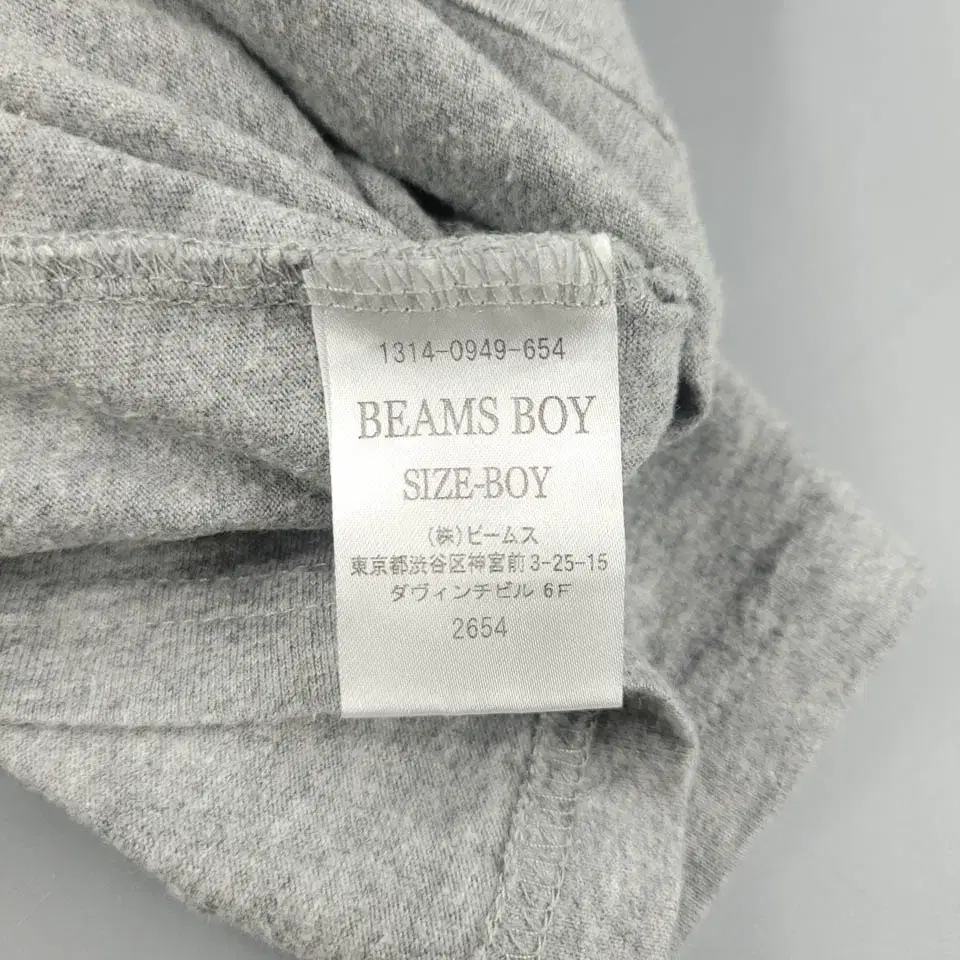 1314-0949-654
BEAMS BOY
SIZE-BOY
(株)ビームス
東京都渋谷区神宮前3-25-15
ダヴィンチビル 6F
2654